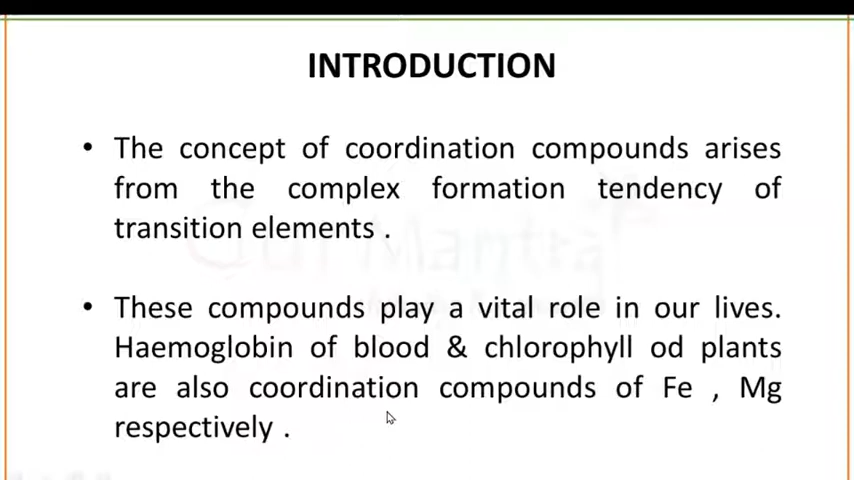 INTRODUCTION
• The concept of coordination compounds arises
from the complex formation tendency of
transition elements .
• These compounds play a vital role in our lives.
Haemoglobin of blood & chlorophyll od plants
are also coordination compounds of Fe , Mg
respectively .